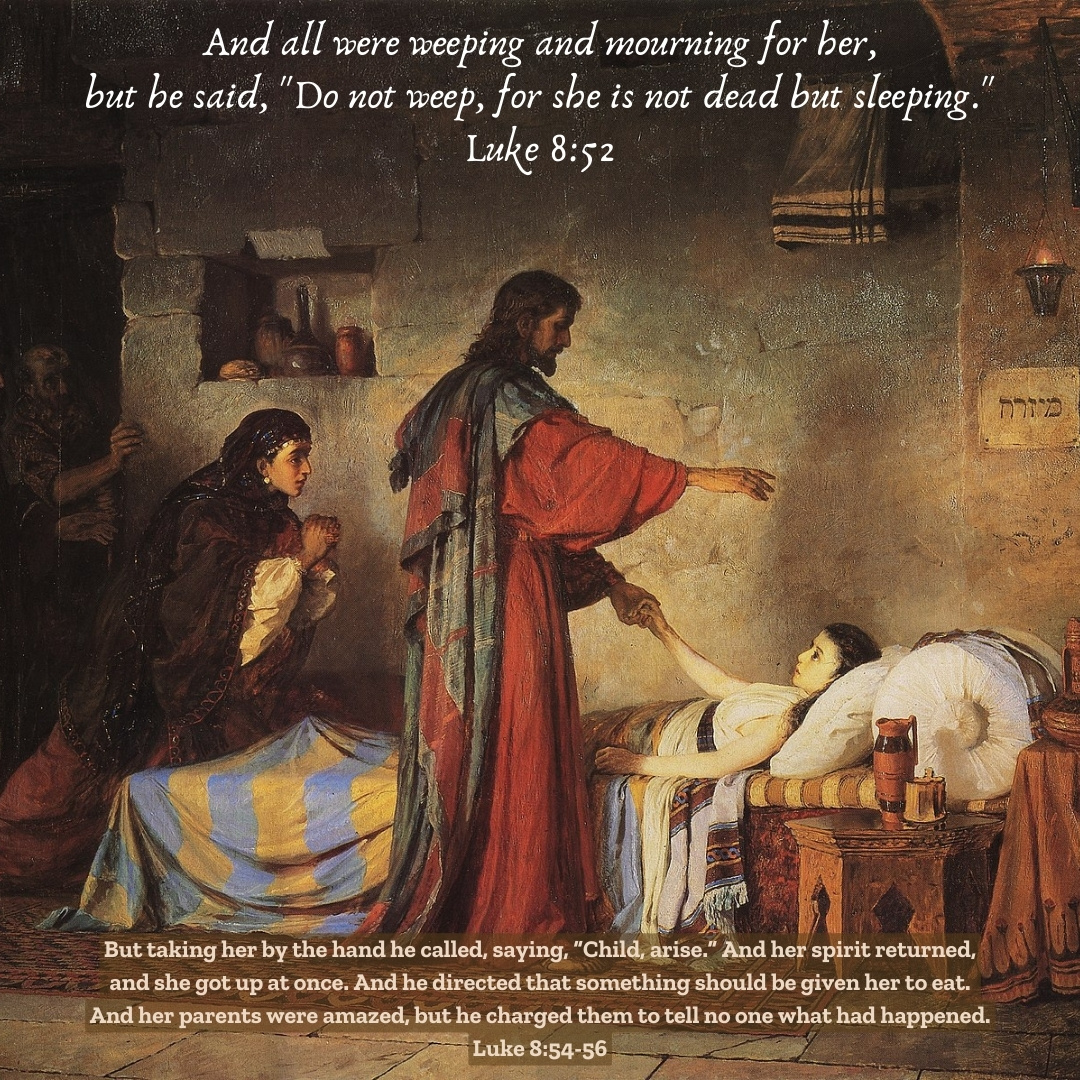 And all were weeping and mourning for her,
but he said, "Do not weep, for she is not dead but sleeping."
Luke 8:52
מיזרה
But taking her by the hand he called, saying, "Child, arise." And her spirit returned,
and she got up at once. And he directed that something should be given her to eat.
And her parents were amazed, but he charged them to tell no one what had happened.
Luke 8:54-56